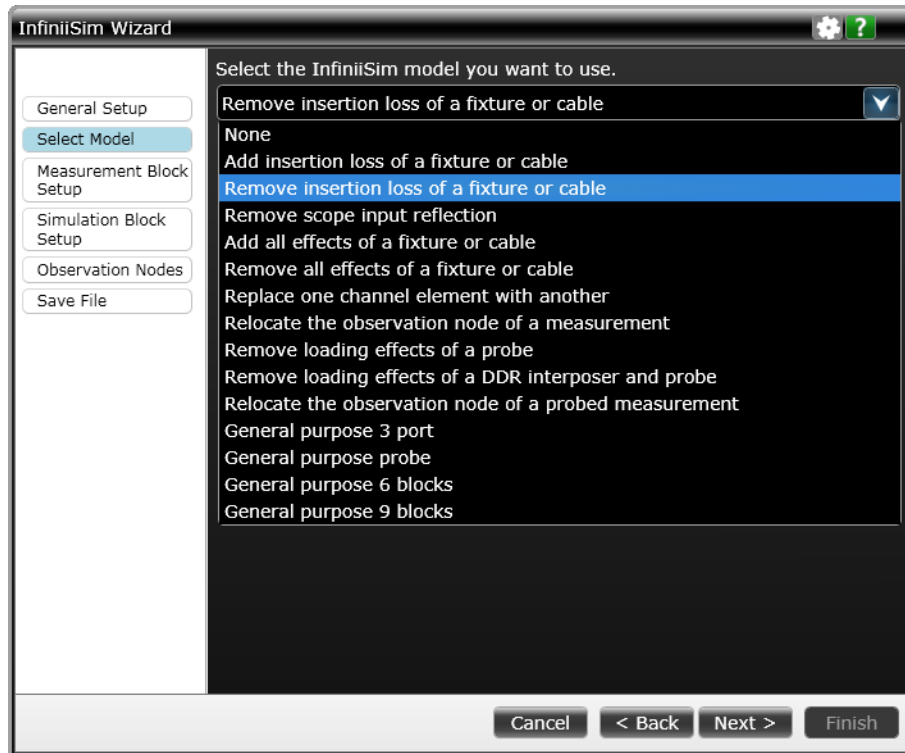 InfiniiSim Wizard
?
Select the InfiniiSim model you want to use.
General Setup
Select Model
Measurement Block
Setup
Simulation Block
Setup
Observation Nodes
Save File
Remove insertion loss of a fixture or cable
None
Add insertion loss of a fixture or cable
Remove insertion loss of a fixture or cable
Remove scope input reflection
Add all effects of a fixture or cable
Remove all effects of a fixture or cable
Replace one channel element with another
Relocate the observation node of a measurement
Remove loading effects of a probe
Remove loading effects of a DDR interposer and probe
Relocate the observation node of a probed measurement
General purpose 3 port
General purpose probe
General purpose 6 blocks
General purpose 9 blocks
Cancel
< Back
Next >
Finish